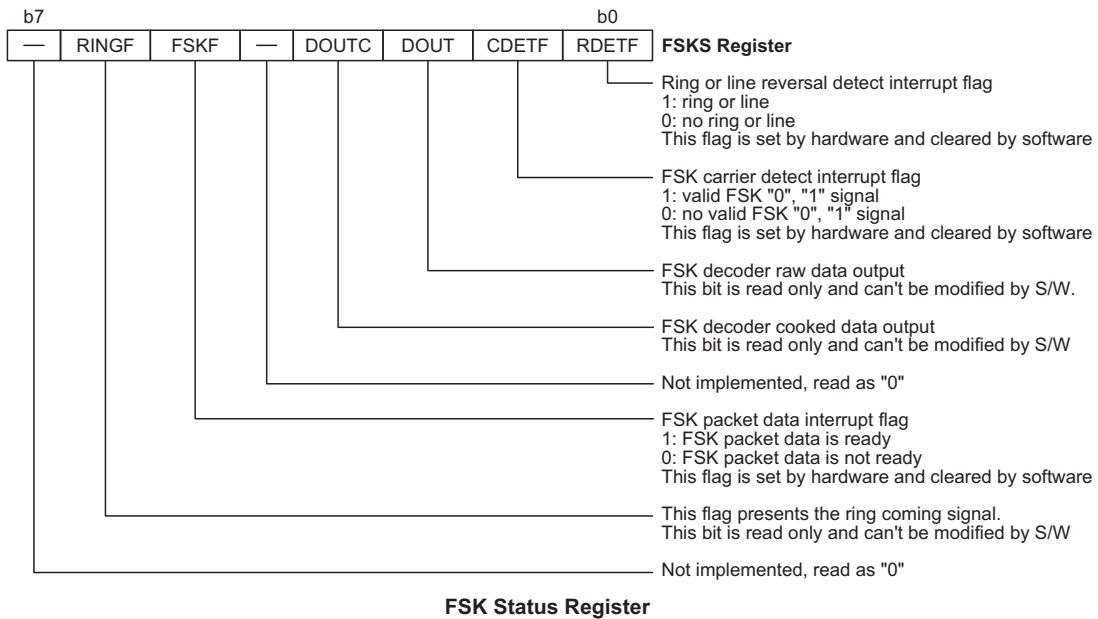 b7 b0
— RINGF FSKF — DOUTC DOUT CDETF RDETF FSKS Register
Ring or line reversal detect interrupt flag
1: ring or line
0: no ring or line
This flag is set by hardware and cleared by software
FSK carrier detect interrupt flag
1: valid FSK "0", "1" signal
0: no valid FSK "0", "1" signal
This flag is set by hardware and cleared by software
FSK decoder raw data output
This bit is read only and can't be modified by S/W.
FSK decoder cooked data output
This bit is read only and can't be modified by S/W
Not implemented, read as "0"
FSK packet data interrupt flag
1: FSK packet data is ready
0: FSK packet data is not ready
This flag is set by hardware and cleared by software
This flag presents the ring coming signal.
This bit is read only and can't be modified by S/W
Not implemented, read as "0"
FSK Status Register